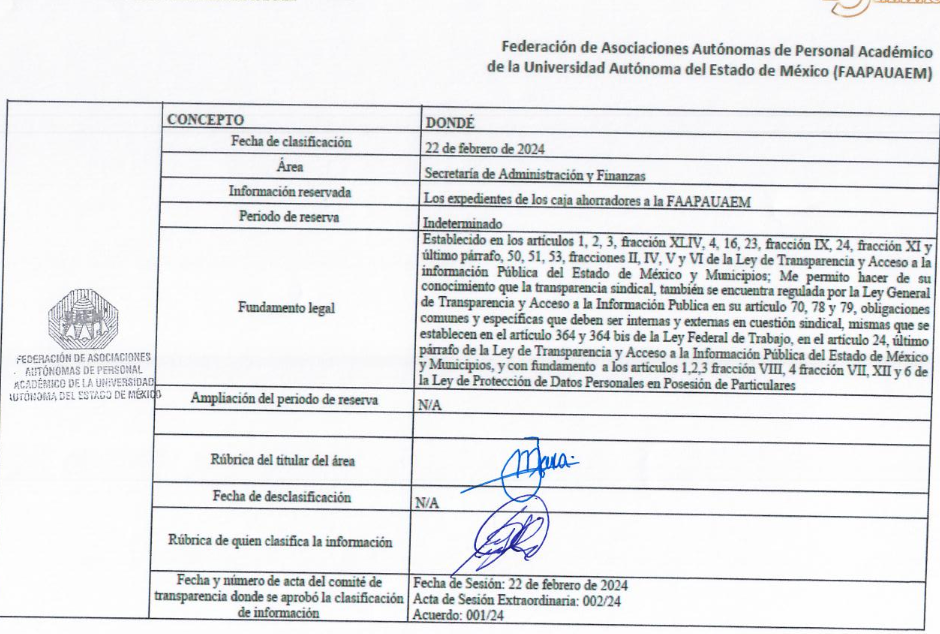 Federación de Asociaciones Autónomas de Personal Académico
de la Universidad Autónoma del Estado de México (FAAPAUAEM)
CONCEPTO
DONDÉ
Fecha de clasificación
22 de febrero de 2024
Área
Secretaría de Administración y Finanzas
Información reservada
Los expedientes de los caja ahorradores a la FAAPAUAEM
Periodo de reserva
Indeterminado
Fundamento legal
Establecido en los artículos 1, 2, 3, fracción XLIV, 4, 16, 23, fracción IX, 24, fracción XI y
último párrafo, 50, 51, 53, fracciones II, IV, V y VI de la Ley de Transparencia y Acceso a la
información Pública del Estado de México y Municipios; Me permito hacer de su
conocimiento que la transparencia sindical, también se encuentra regulada por la Ley General
de Transparencia y Acceso a la Información Publica en su artículo 70, 78 y 79, obligaciones
comunes y específicas que deben ser internas y externas en cuestión sindical, mismas que se
establecen en el artículo 364 y 364 bis de la Ley Federal de Trabajo, en el articulo 24, último
párrafo de la Ley de Transparencia y Acceso a la Información Pública del Estado de México
y Municipios, y con fundamento a los artículos 1,2,3 fracción VIII, 4 fracción VII, XII y 6 de
la Ley de Protección de Datos Personales en Posesión de Particulares
UAEM
FEDERACIÓN DE ASOCIACIONES
AUTÓNOMAS DE PERSONAL
ACADÉMICO DE LA UNIVERSIDAD
AUTÓNOMA DEL ESTADO DE MÉXICO
Ampliación del periodo de reserva
N/A
Rúbrica del titular del área
Fecha de desclasificación
N/A
Rúbrica de quien clasifica la información
Fecha y número de acta del comité de
transparencia donde se aprobó la clasificación
de información
Fecha de Sesión: 22 de febrero de 2024
Acta de Sesión Extraordinaria: 002/24
Acuerdo: 001/24